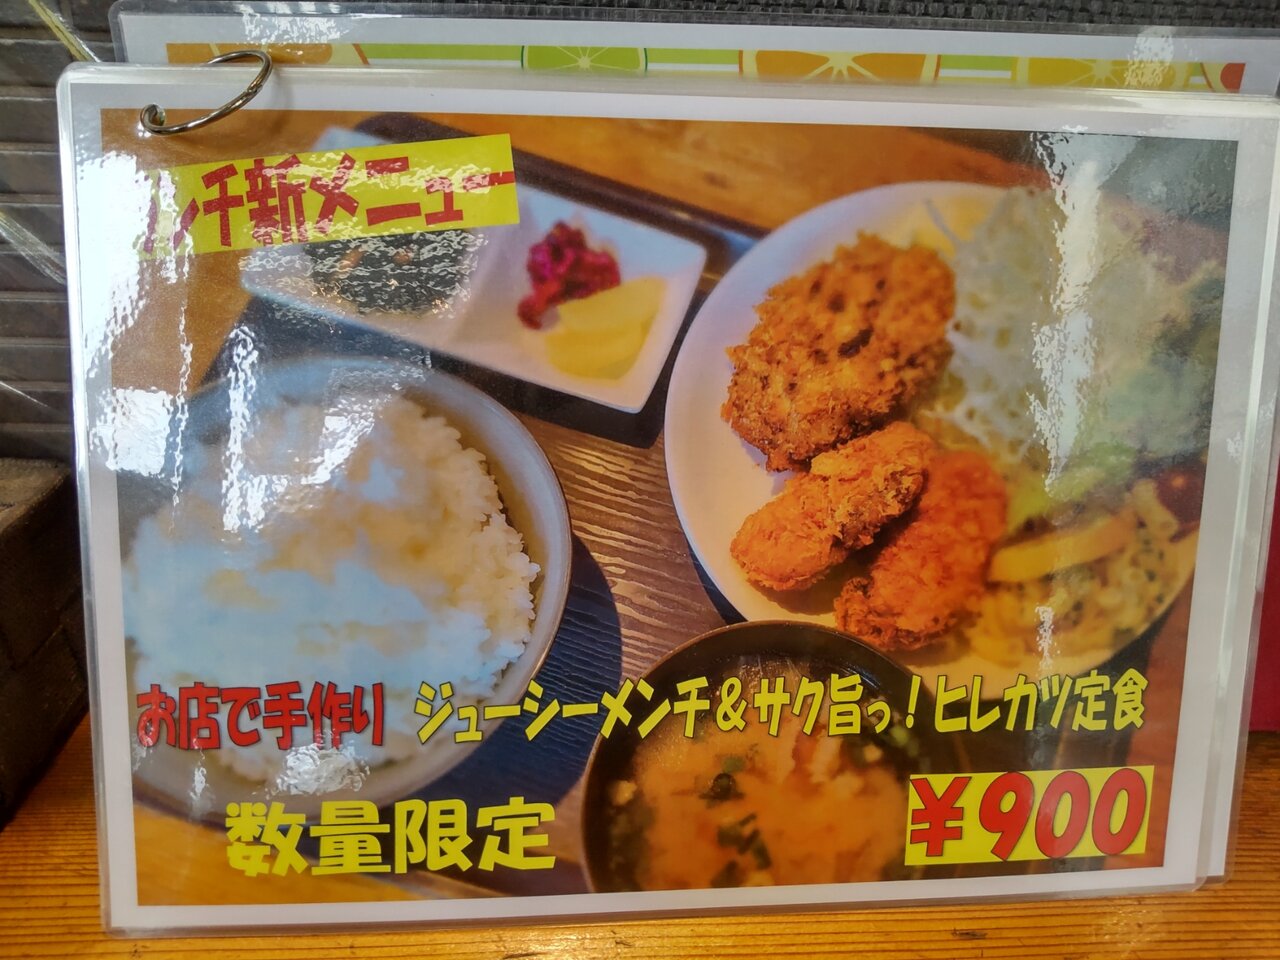 ランチ新メニュー
お店で手作り ジューシーメンチ&サク旨っ!ヒレカツ定食
数量限定
¥900